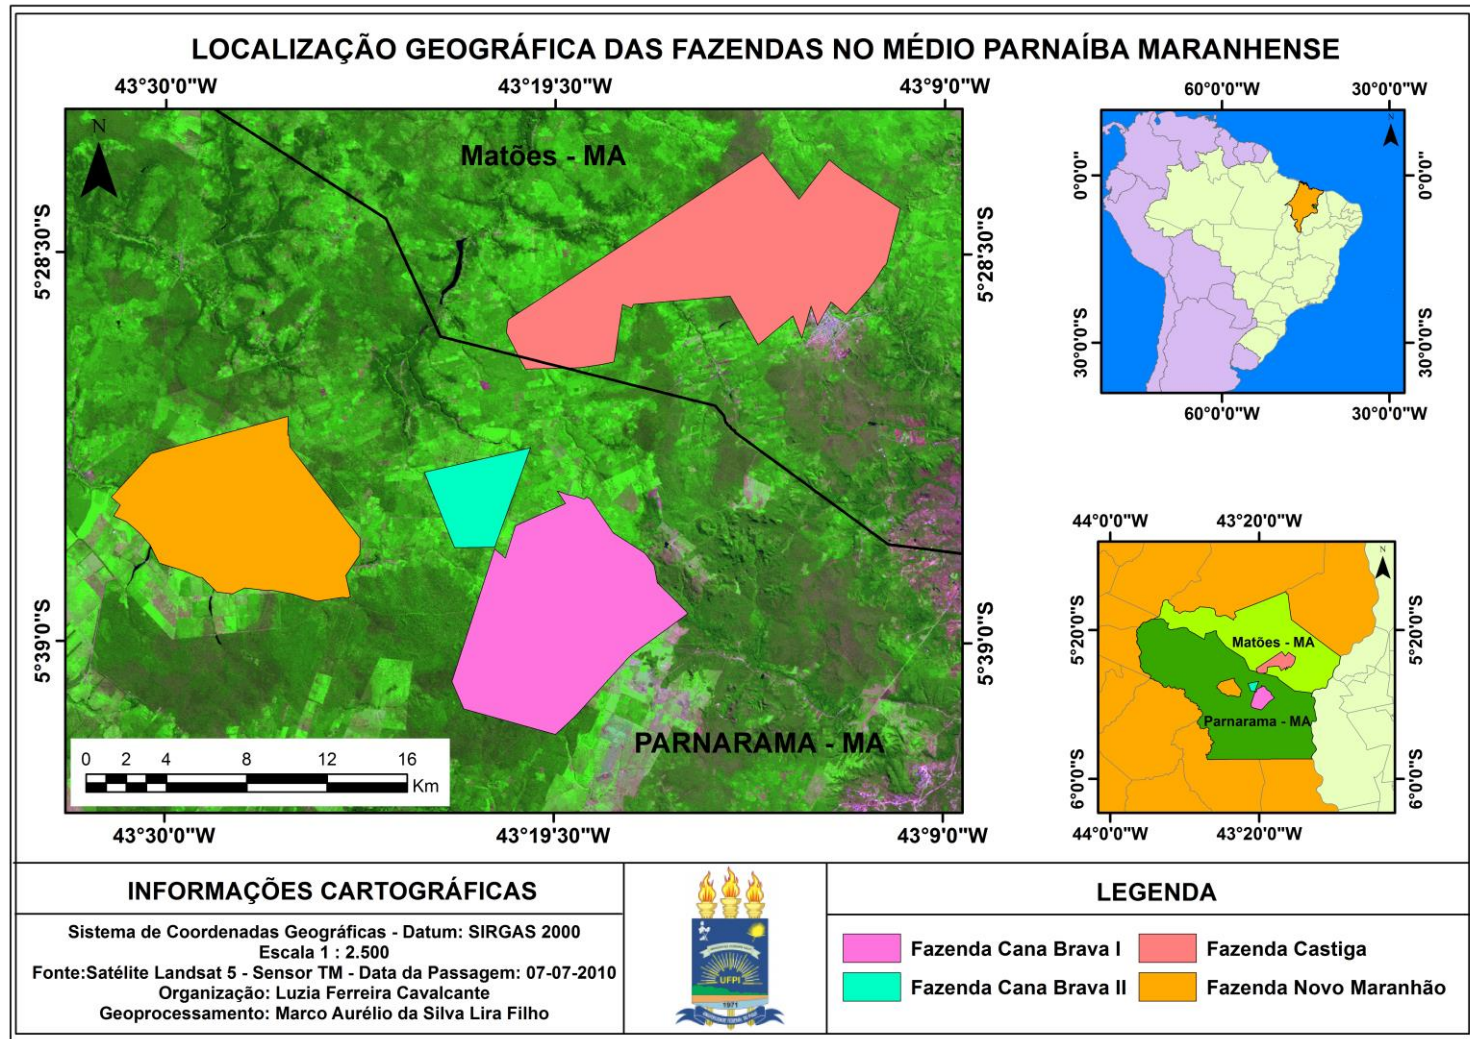 LOCALIZAÇÃO GEOGRÁFICA DAS FAZENDAS NO MÉDIO PARNAÍBA MARANHENSE
43°30'0"W
43°19'30"W
43°9'0"W
N
Matões - MA
5°28'30"S
5°28'30"S
5°39'0"S
5°39'0"S
PARNARAMA - MA
0 2 4 8 12 16
Km
43°30'0"W
43°19'30"W
43°9'0"W
60°0'0"W
30°0'0"W
N
0°0'0"
0°0'0"
30°0'0"S
30°0'0"S
60°0'0"W
30°0'0"W
44°0'0"W
43°20'0"W
N
5°20'0"S
5°20'0"S
Matões - MA
Parnarama - MA
6°0'0"S
6°0'0"S
44°0'0"W
43°20'0"W
INFORMAÇÕES CARTOGRÁFICAS
Sistema de Coordenadas Geográficas - Datum: SIRGAS 2000
Escala 1 : 2.500
Fonte:Satélite Landsat 5 - Sensor TM - Data da Passagem: 07-07-2010
Organização: Luzia Ferreira Cavalcante
Geoprocessamento: Marco Aurélio da Silva Lira Filho
UFPI
1971
LEGENDA
Fazenda Cana Brava I
Fazenda Castiga
Fazenda Cana Brava II
Fazenda Novo Maranhão